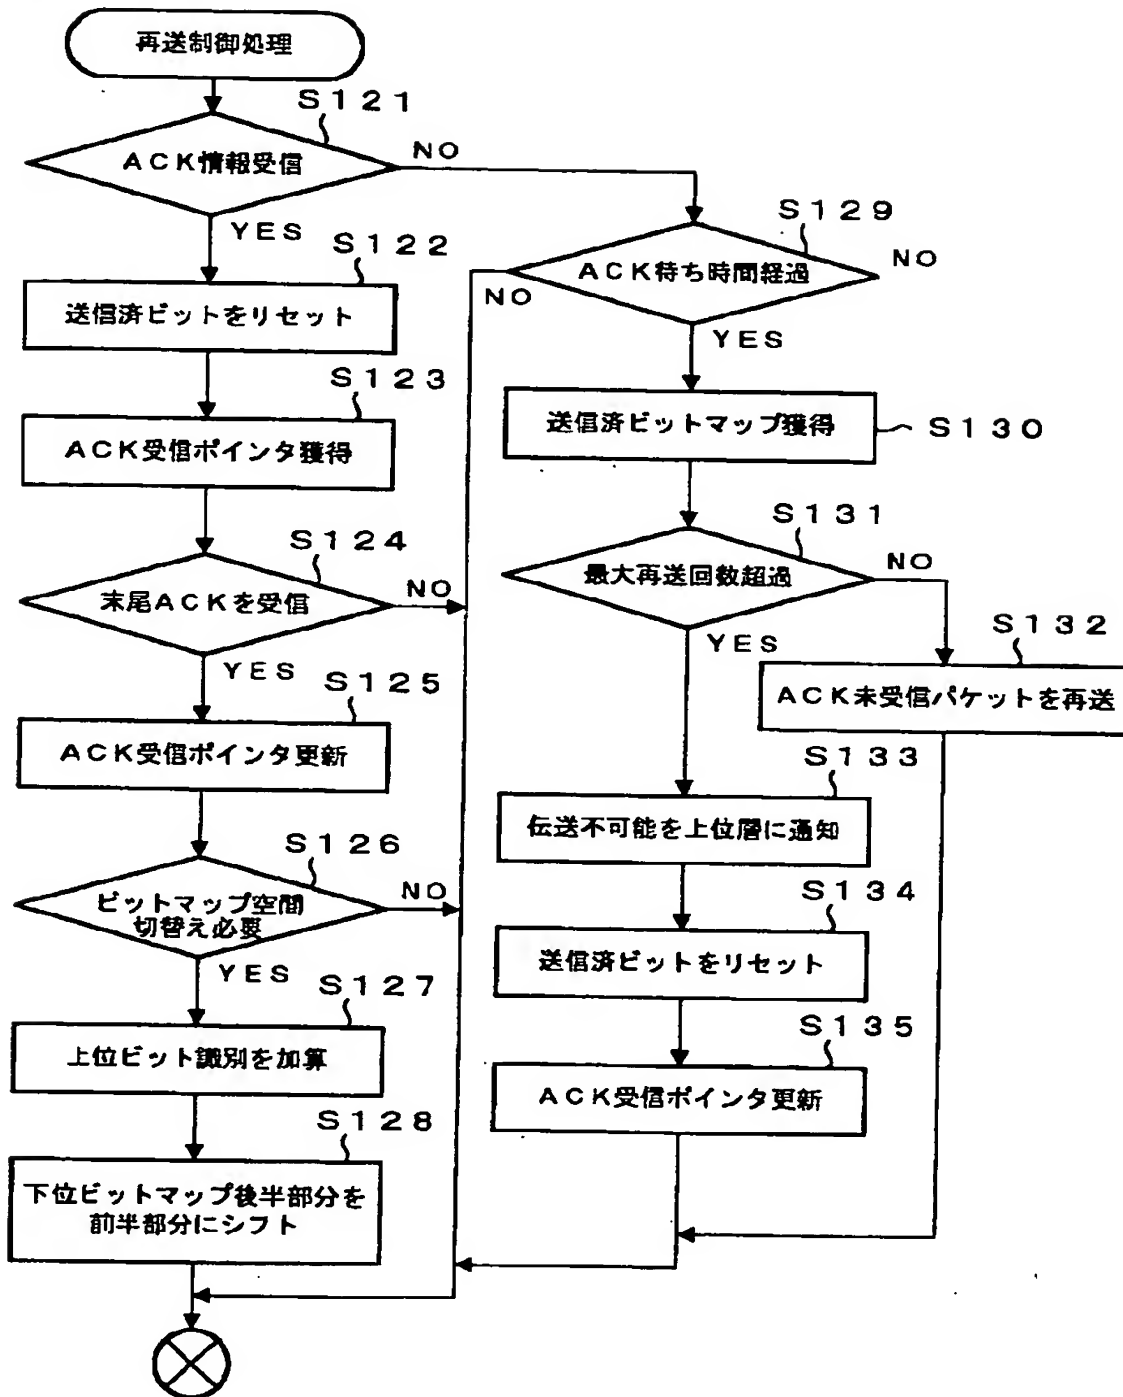 再送制御処理
S121
ACK情報受信
NO
YES
S122
送信済ビットをリセット
S123
ACK受信ポインタ獲得
S124
末尾ACKを受信
NO
YES
S125
ACK受信ポインタ更新
S126
ビットマップ空間
切替え必要
NO
YES
S127
上位ビット識別を加算
S128
下位ビットマップ後半部分を
前半部分にシフト
S129
ACK待ち時間経過
NO
NO
YES
送信済ビットマップ獲得
S130
S131
最大再送回数超過
NO
YES
S132
ACK未受信パケットを再送
S133
伝送不可能を上位層に通知
S134
送信済ビットをリセット
S135
ACK受信ポインタ更新